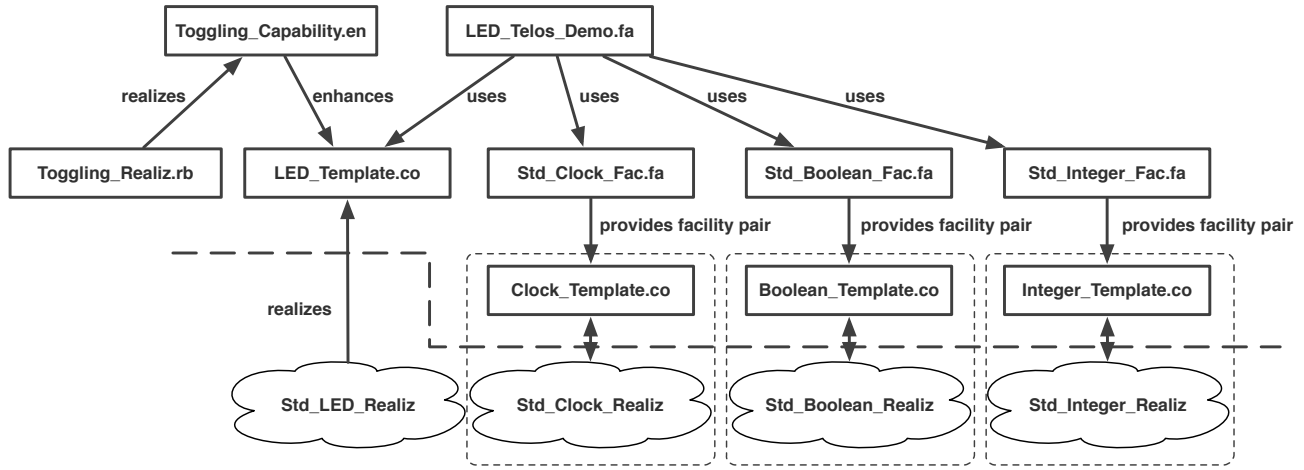 Toggling_Capability.en
LED_Telos_Demo.fa
realizes
enhances
uses
uses
uses
uses
Toggling_Realiz.rb
LED_Template.co
Std_Clock_Fac.fa
Std_Boolean_Fac.fa
Std_Integer_Fac.fa
provides facility pair
provides facility pair
provides facility pair
Clock_Template.co
Boolean_Template.co
Integer_Template.co
realizes
Std_LED_Realiz
Std_Clock_Realiz
Std_Boolean_Realiz
Std_Integer_Realiz